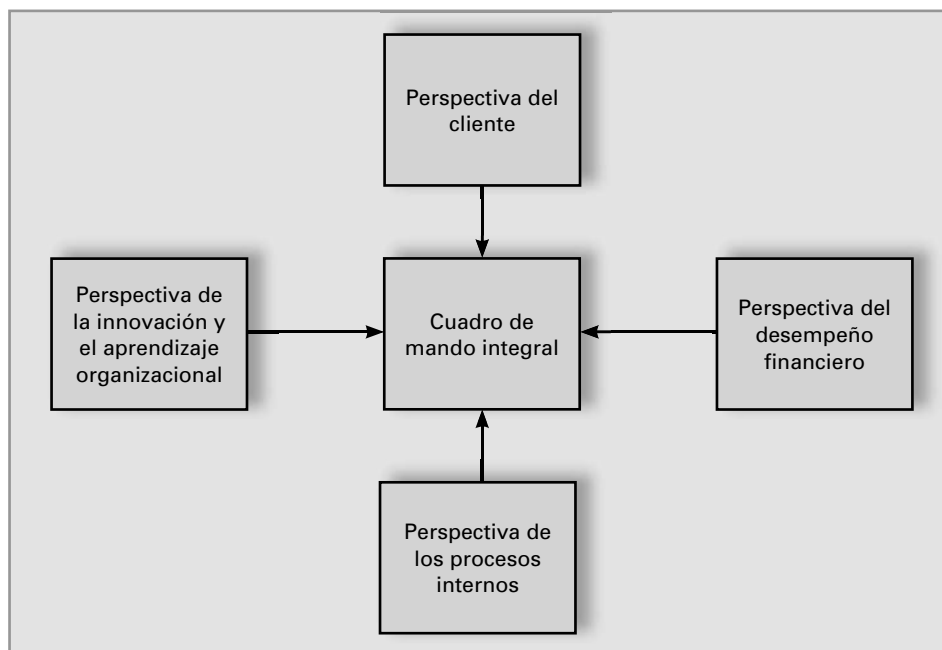 Perspectiva del
cliente
Perspectiva de
la innovación y
el aprendizaje
organizacional
Cuadro de
mando integral
Perspectiva del
desempeño
financiero
Perspectiva de
los procesos
internos